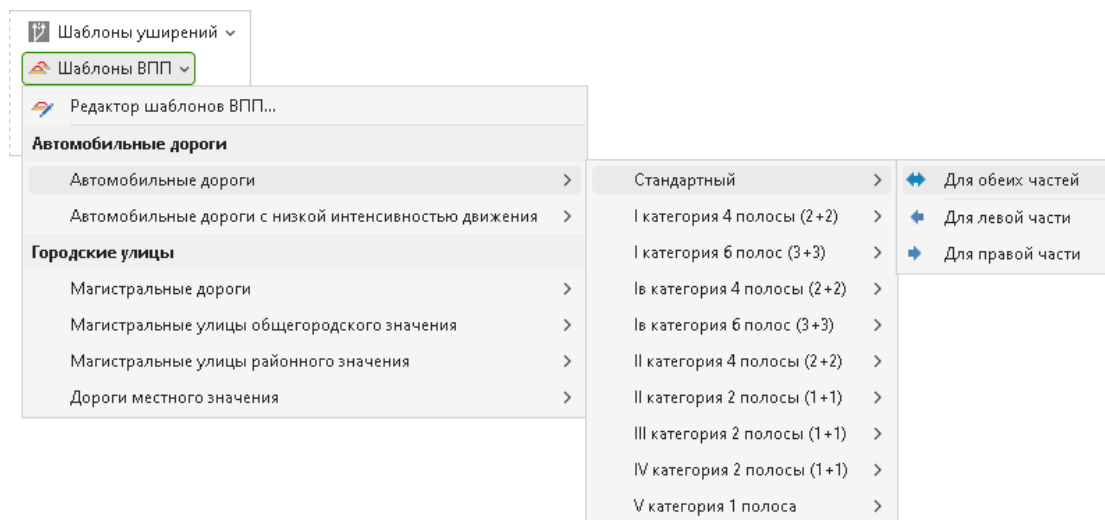 Шаблоны уширений
Шаблоны ВПП
Редактор шаблонов ВПП...
Автомобильные дороги
Автомобильные дороги
Автомобильные дороги с низкой интенсивностью движения
Городские улицы
Магистральные дороги
Магистральные улицы общегородского значения
Магистральные улицы районного значения
Дороги местного значения
Стандартный
I категория 4 полосы (2+2)
I категория 6 полос (3+3)
Iв категория 4 полосы (2+2)
Iв категория 6 полос (3+3)
II категория 4 полосы (2+2)
II категория 2 полосы (1+1)
III категория 2 полосы (1+1)
IV категория 2 полосы (1+1)
V категория 1 полоса
Для обеих частей
Для левой части
Для правой части